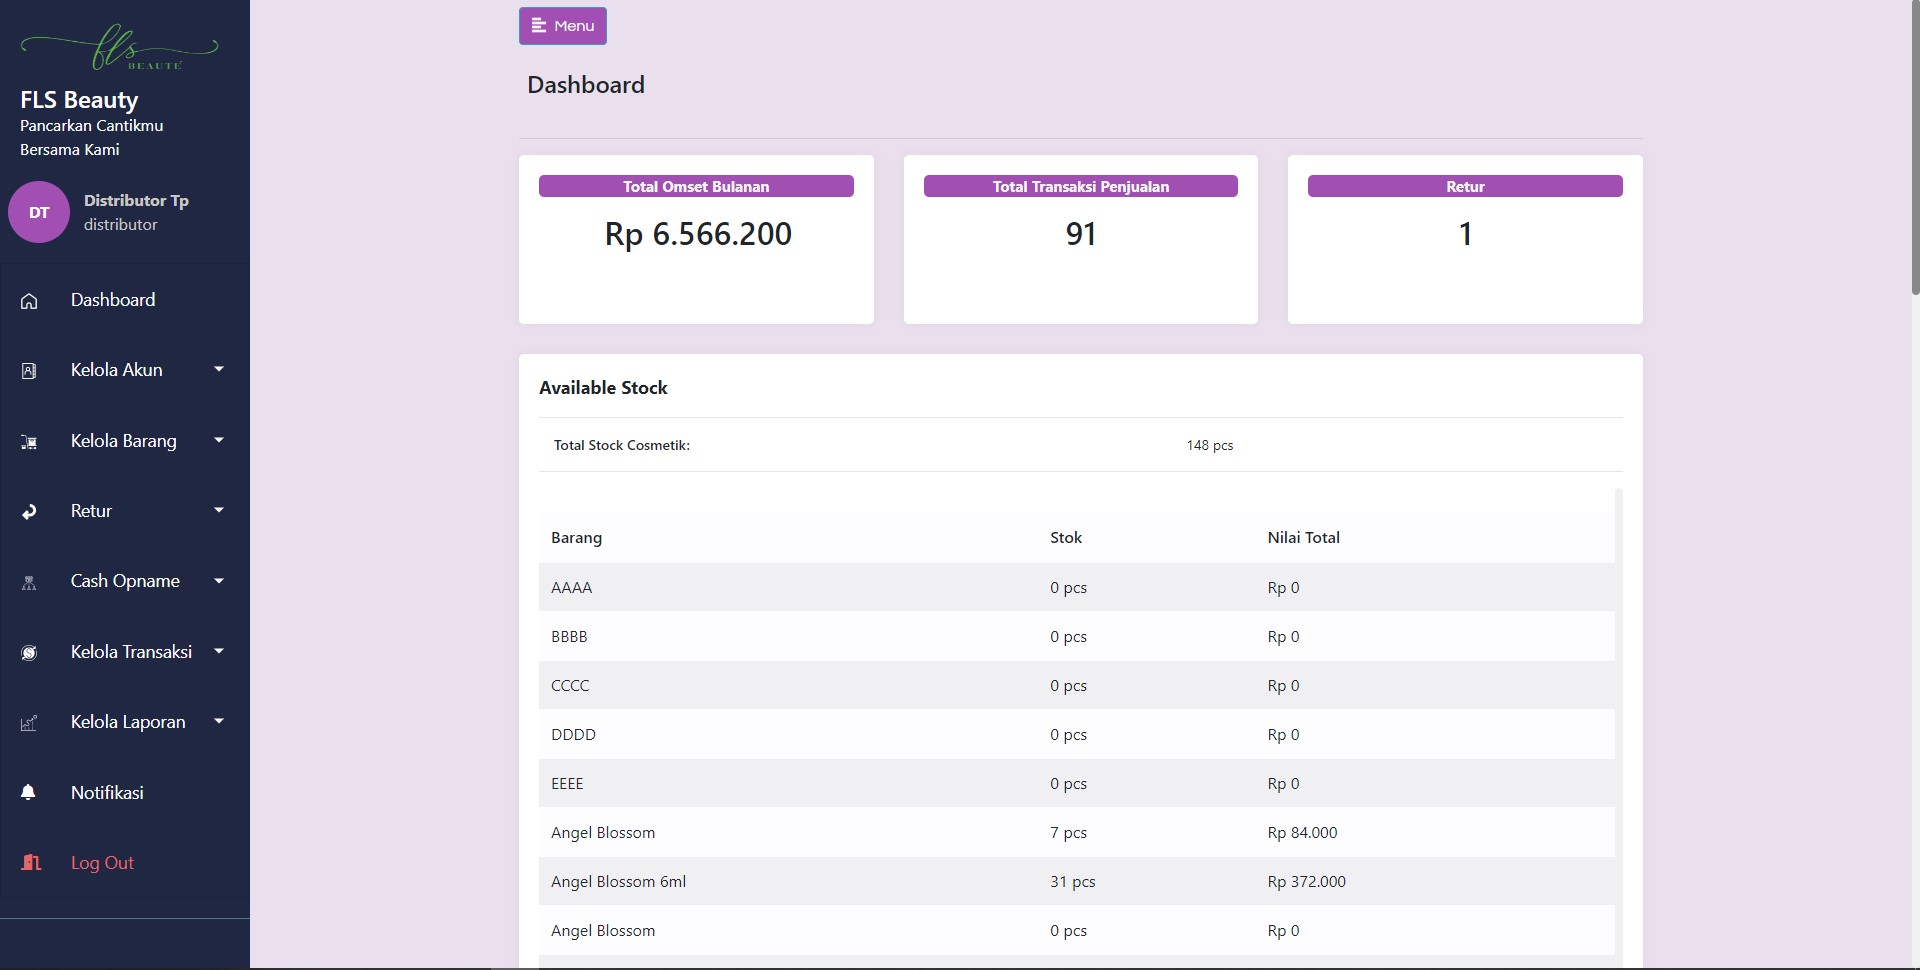 fls
BEAUTÉ
FLS Beauty
Pancarkan Cantikmu
Bersama Kami
DT
Distributor Tp
distributor
Dashboard
Kelola Akun
Kelola Barang
Retur
Cash Opname
Kelola Transaksi
Kelola Laporan
Notifikasi
Log Out
Menu
Dashboard
Total Omset Bulanan
Rp 6.566.200
Total Transaksi Penjualan
91
Retur
1
Available Stock
Total Stock Cosmetik: 148 pcs
Barang Stok Nilai Total
AAAA 0 pcs Rp 0
BBBB 0 pcs Rp 0
CCCC 0 pcs Rp 0
DDDD 0 pcs Rp 0
EEEE 0 pcs Rp 0
Angel Blossom 7 pcs Rp 84.000
Angel Blossom 6ml 31 pcs Rp 372.000
Angel Blossom 0 pcs Rp 0